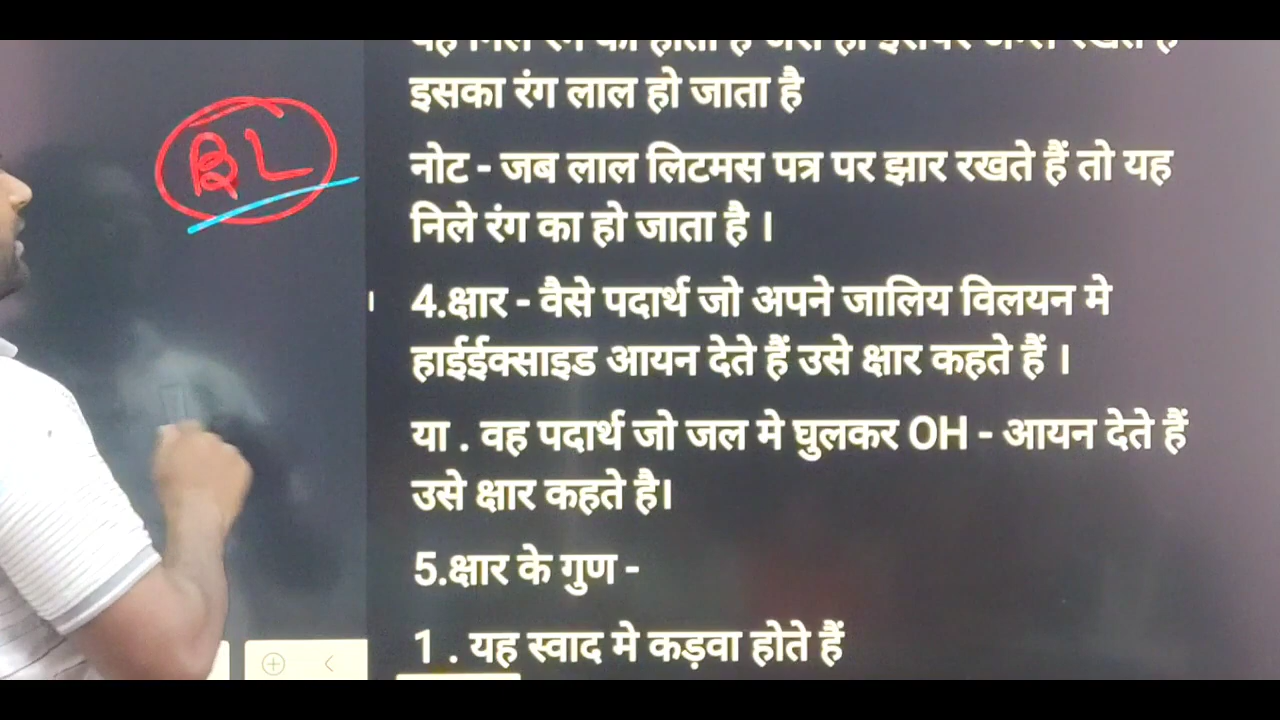 इसका रंग लाल हो जाता है
BL
नोट - जब लाल लिटमस पत्र पर झार रखते हैं तो यह
निले रंग का हो जाता है ।
4.क्षार - वैसे पदार्थ जो अपने जालिय विलयन मे
हाईईक्साइड आयन देते हैं उसे क्षार कहते हैं ।
या . वह पदार्थ जो जल मे घुलकर OH - आयन देते हैं
उसे क्षार कहते है।
5.क्षार के गुण -
1 . यह स्वाद मे कड़वा होते हैं